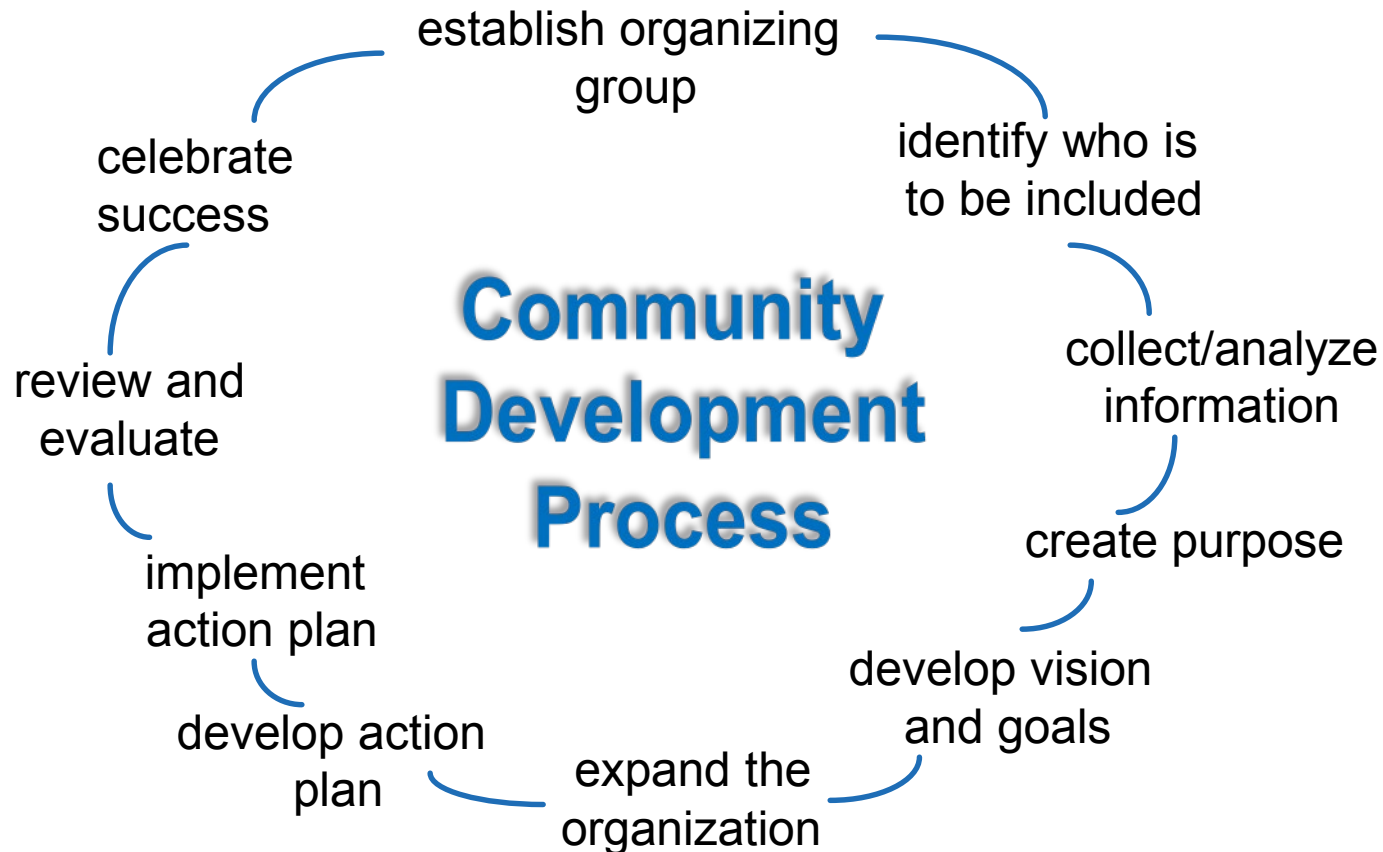 establish organizing
group
identify who is
to be included
collect/analyze
information
create purpose
develop vision
and goals
expand the
organization
develop action
plan
implement
action plan
review and
evaluate
celebrate
success
Community
Development
Process